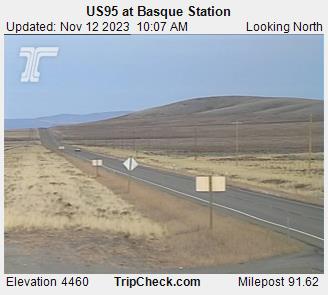 US95 at Basque Station
Updated: Nov 12 2023 10:07 AM Looking North
Elevation 4460 TripCheck.com Milepost 91.62